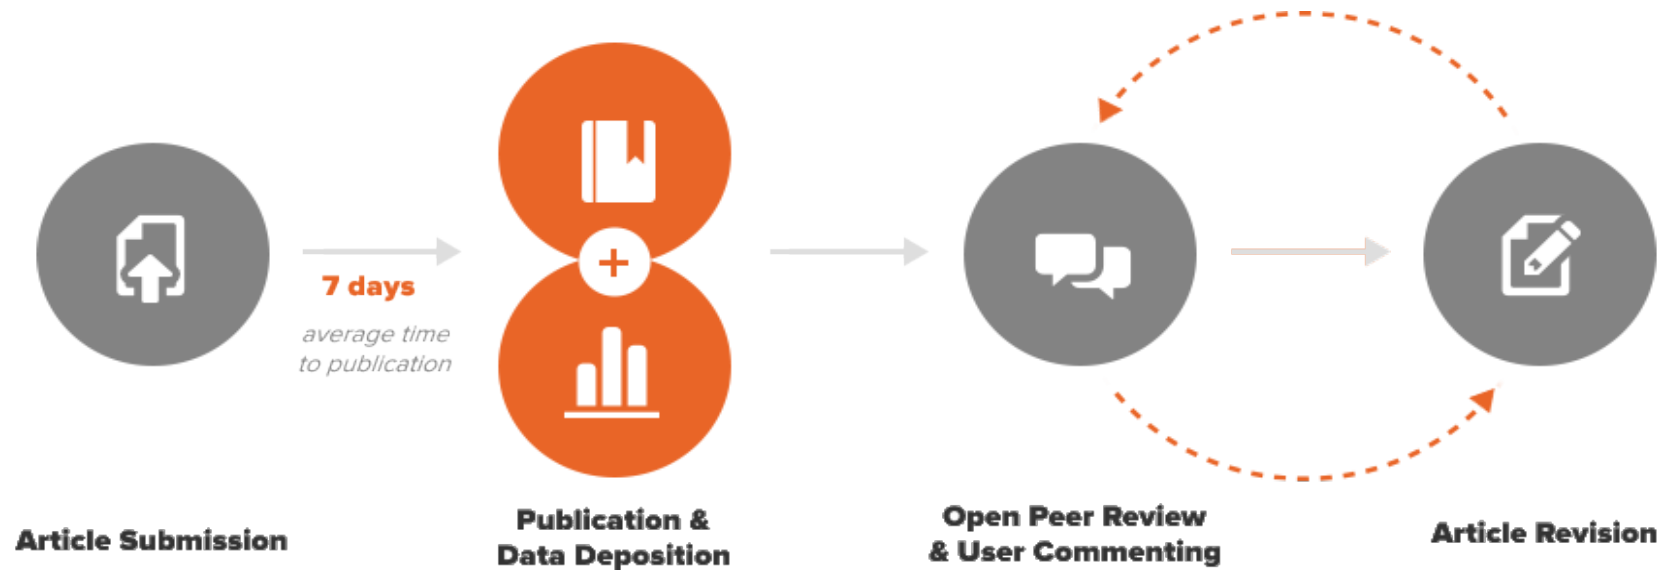 7 days
average time
to publication
Article Submission
Publication &
Data Deposition
Open Peer Review
& User Commenting
Article Revision